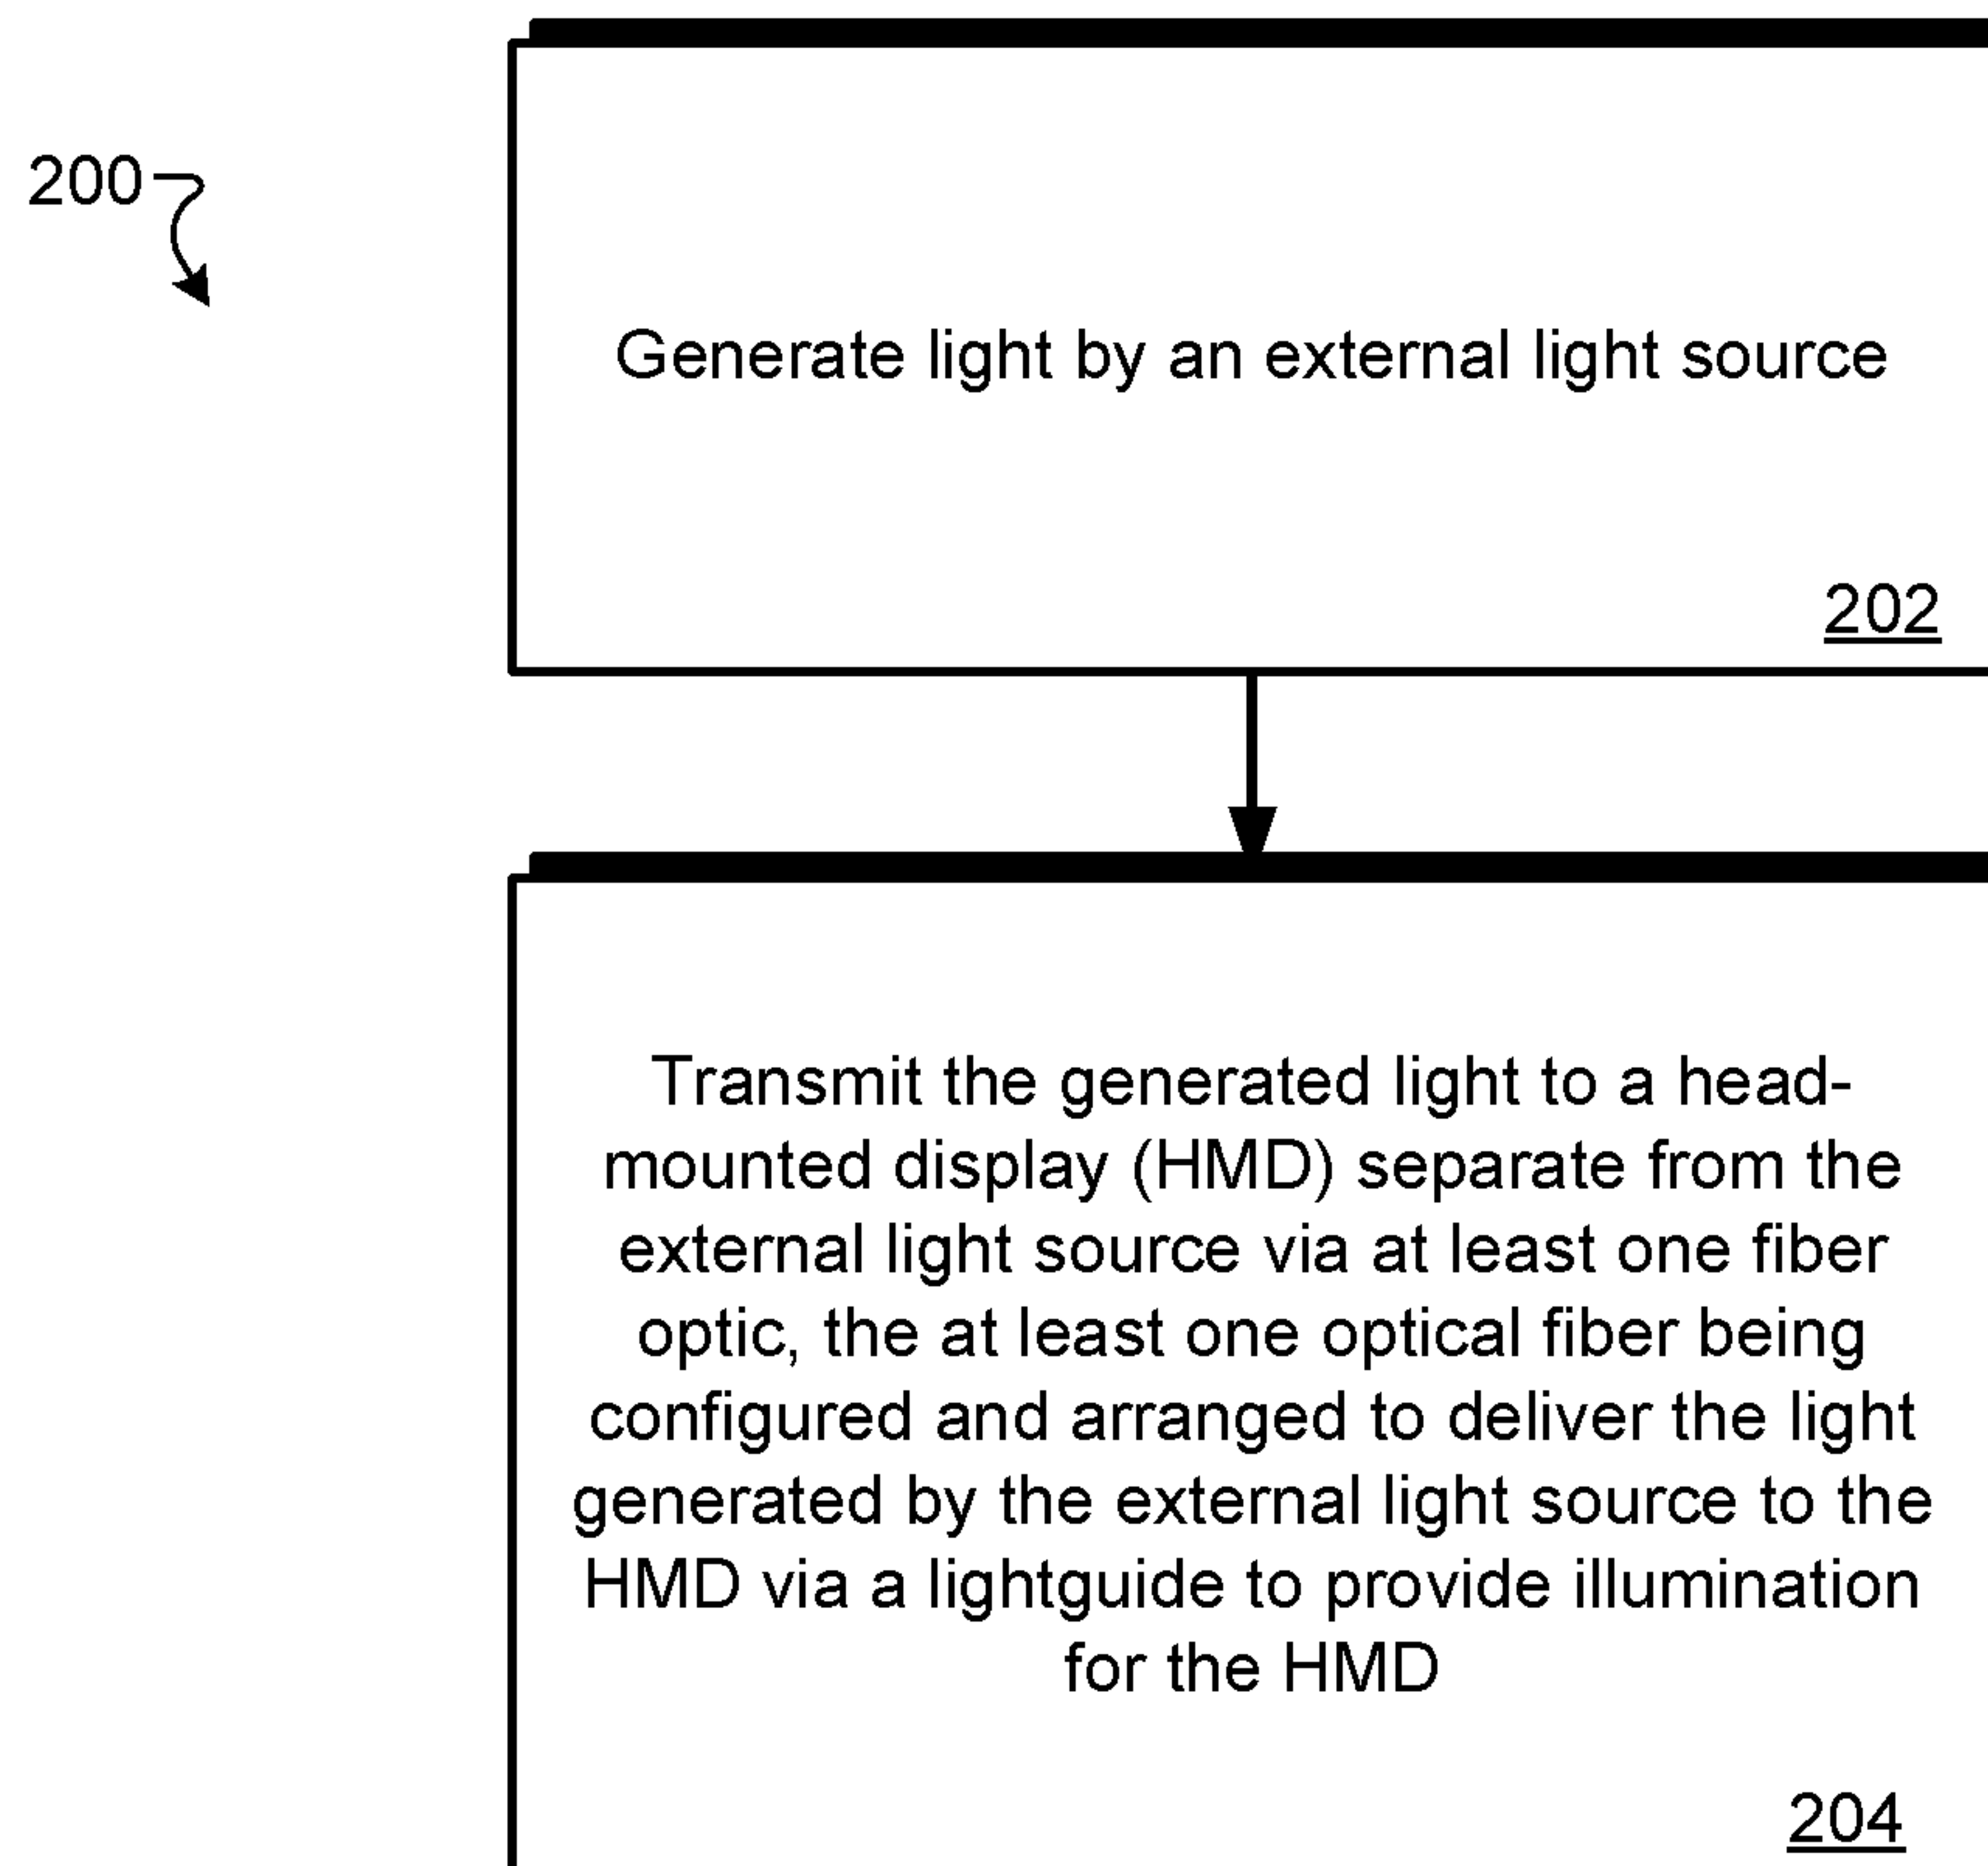 200
Generate light by an external light source
202
Transmit the generated light to a head-
mounted display (HMD) separate from the
external light source via at least one fiber
optic, the at least one optical fiber being
configured and arranged to deliver the light
generated by the external light source to the
HMD via a lightguide to provide illumination
for the HMD
204